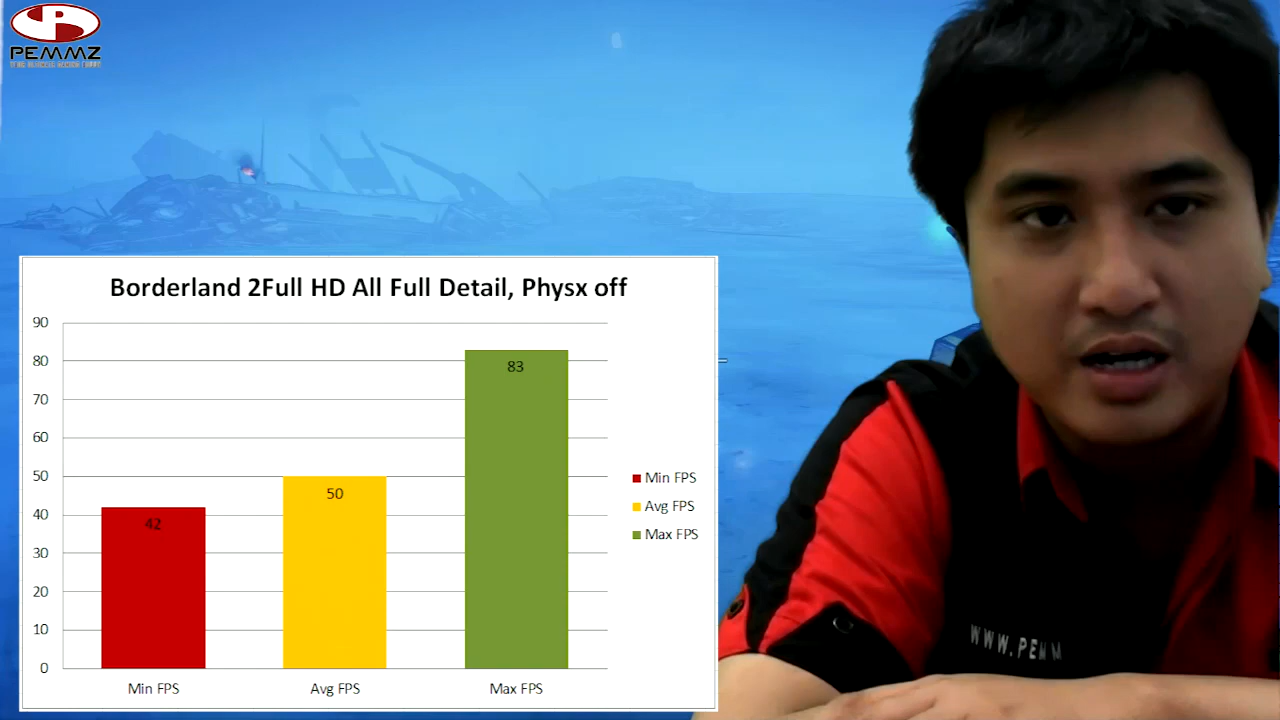 PEMMZ
Borderland 2Full HD All Full Detail, Physx off
90
80
70
60
50
40
30
20
10
0
42
50
83
Min FPS
Avg FPS
Max FPS
Min FPS
Avg FPS
Max FPS
WWW.PEMM